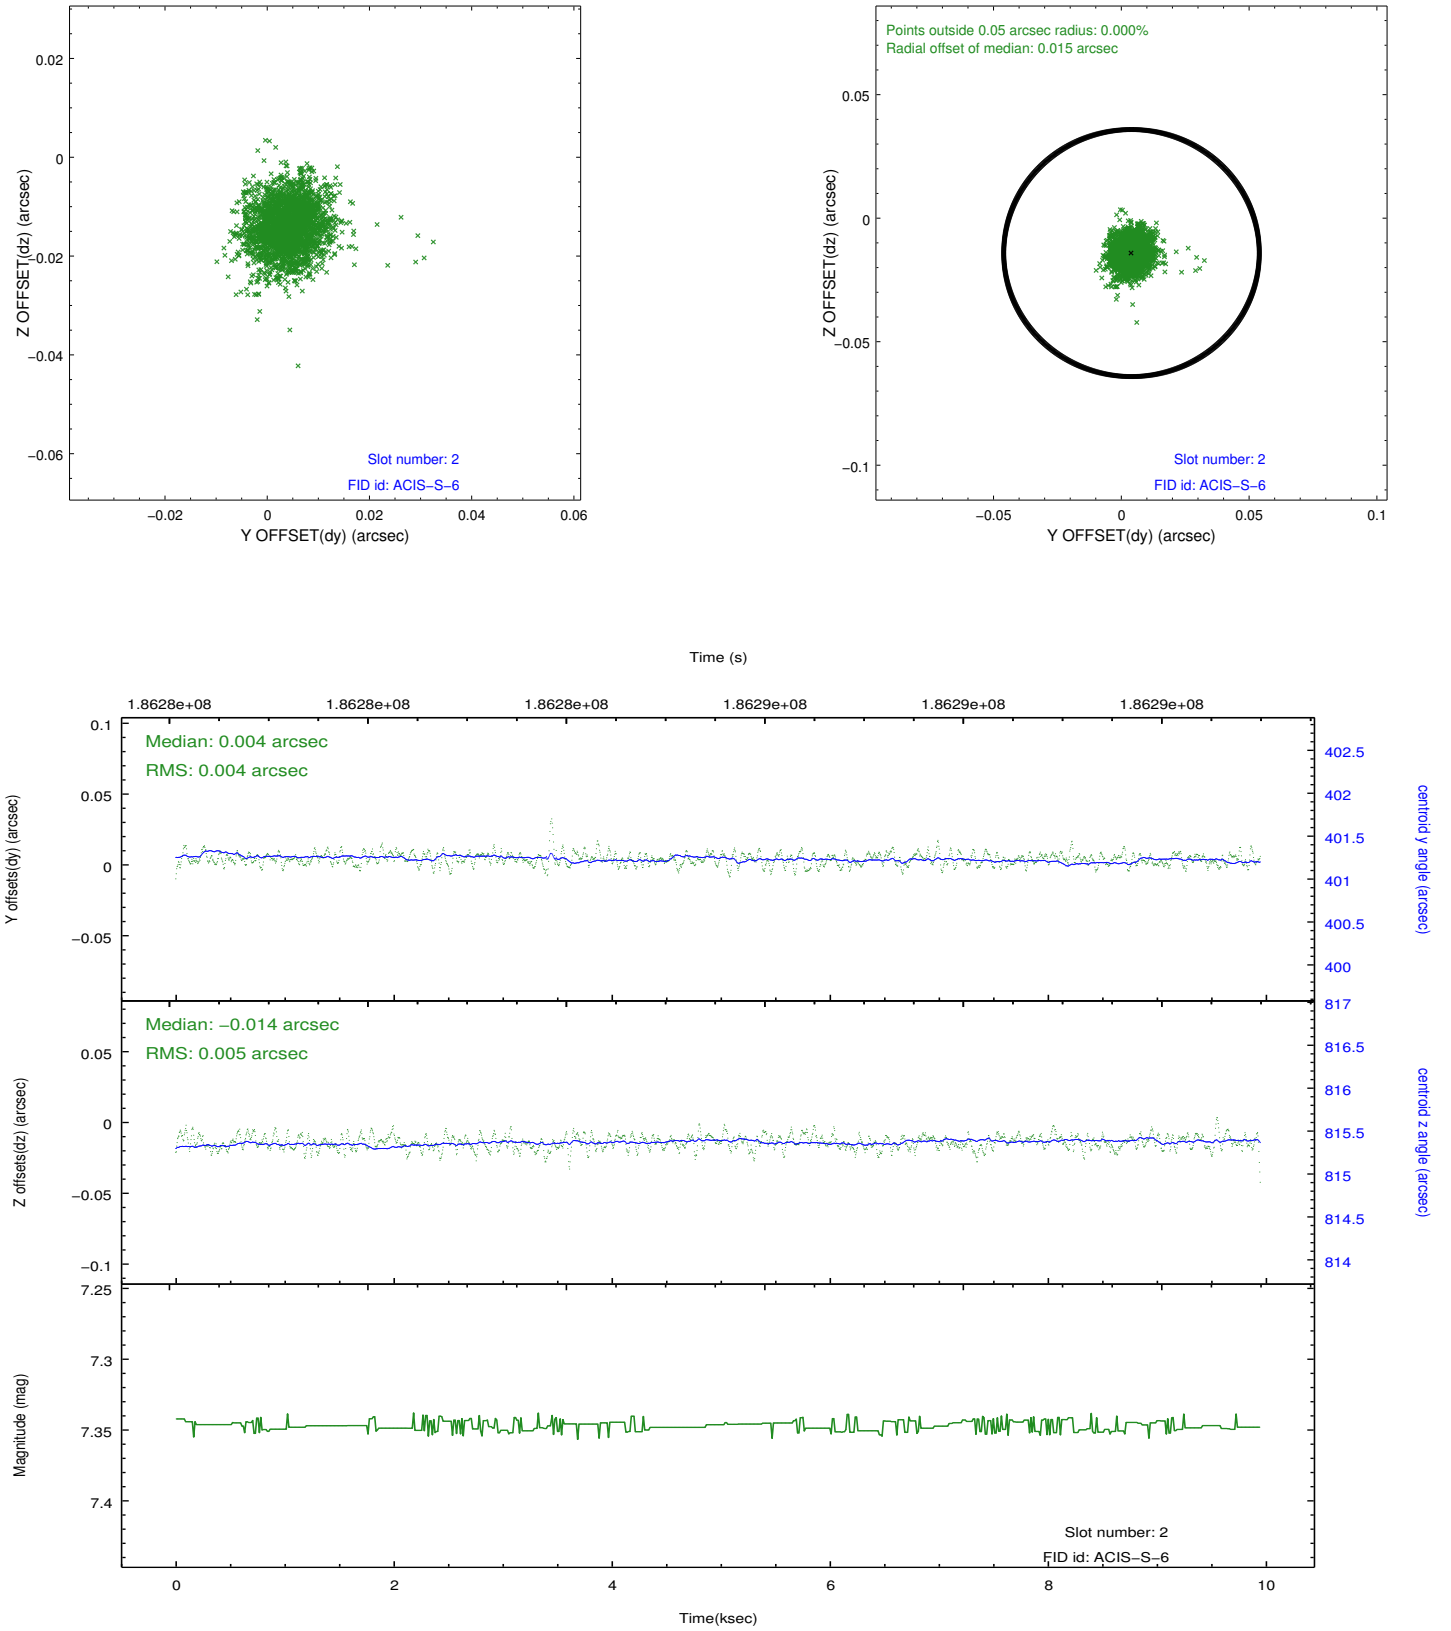 0.02
0
−0.02
−0.04
−0.06
Z OFFSET(dz) (arcsec)
Slot number: 2
FID id: ACIS−S−6
−0.02
0
0.02
0.04
0.06
Y OFFSET(dy) (arcsec)
Points outside 0.05 arcsec radius: 0.000%
Radial offset of median: 0.015 arcsec
0.05
0
−0.05
−0.1
Z OFFSET(dz) (arcsec)
Slot number: 2
FID id: ACIS−S−6
−0.05
0
0.05
0.1
Y OFFSET(dy) (arcsec)
Time (s)
1.8628e+08
1.8628e+08
1.8628e+08
1.8629e+08
1.8629e+08
1.8629e+08
Median: 0.004 arcsec
RMS: 0.004 arcsec
0.1
0.05
0
−0.05
Y offsets(dy) (arcsec)
402.5
402
401.5
401
400.5
400
centroid y angle (arcsec)
Median: −0.014 arcsec
RMS: 0.005 arcsec
0.05
0
−0.05
−0.1
Z offsets(dz) (arcsec)
817
816.5
816
815.5
815
814.5
814
centroid z angle (arcsec)
7.25
7.3
7.35
7.4
Magnitude (mag)
Slot number: 2
FID id: ACIS−S−6
0
2
4
6
8
10
Time(ksec)